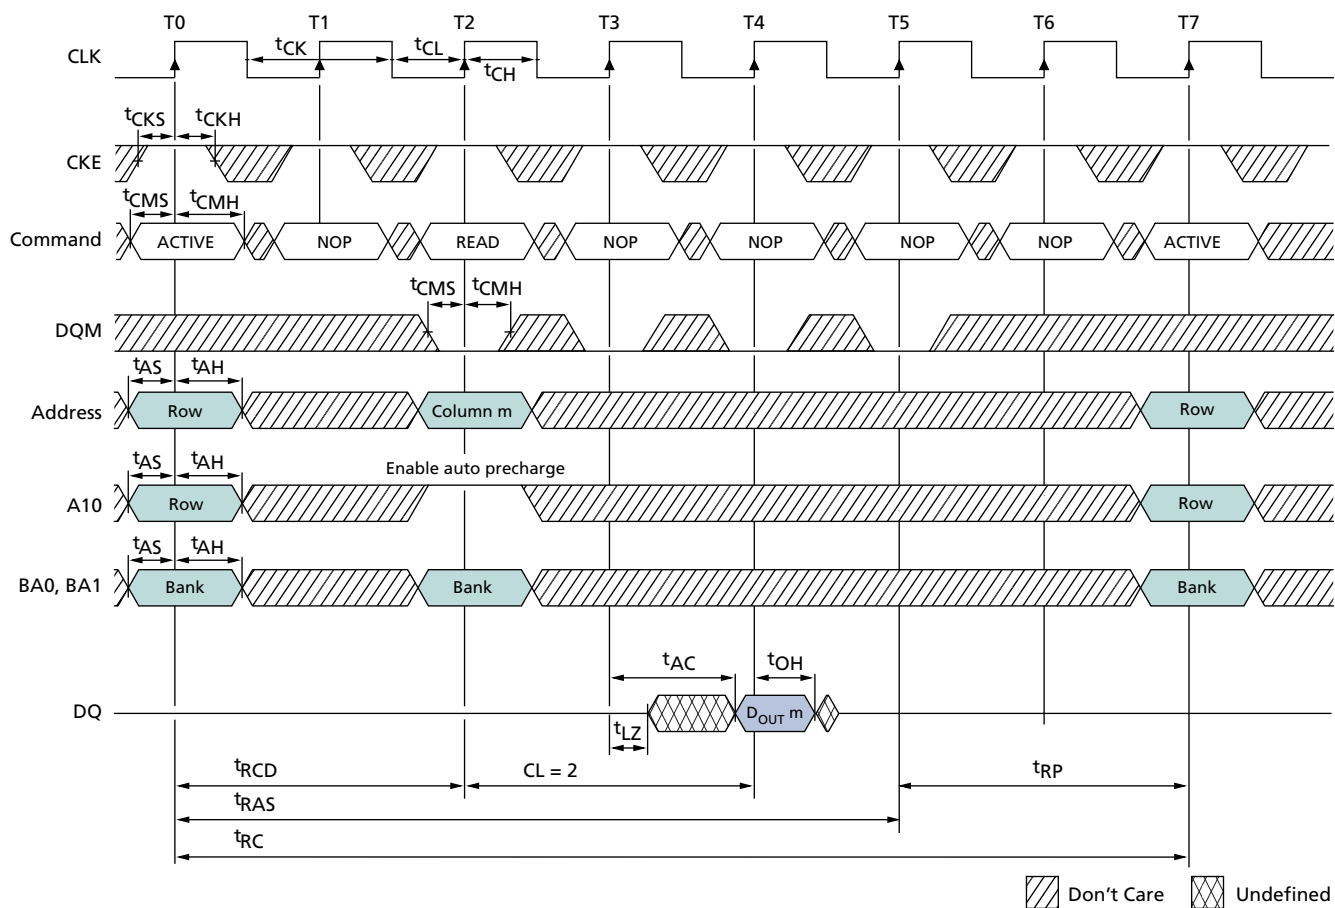 T0 T1 T2 T3 T4 T5 T6 T7
CLK tCK tCL tCH
tCKS tCKH
CKE
tCMS tCMH
Command ACTIVE NOP READ NOP NOP NOP NOP ACTIVE
tCMS tCMH
DQM
tAS tAH
Address Row Column m Row
tAS tAH Enable auto precharge
A10 Row Row
tAS tAH
BA0, BA1 Bank Bank Bank
tAC tOH
DQ DOUT m
tLZ
tRCD CL = 2 tRP
tRAS
tRC
Don't Care Undefined